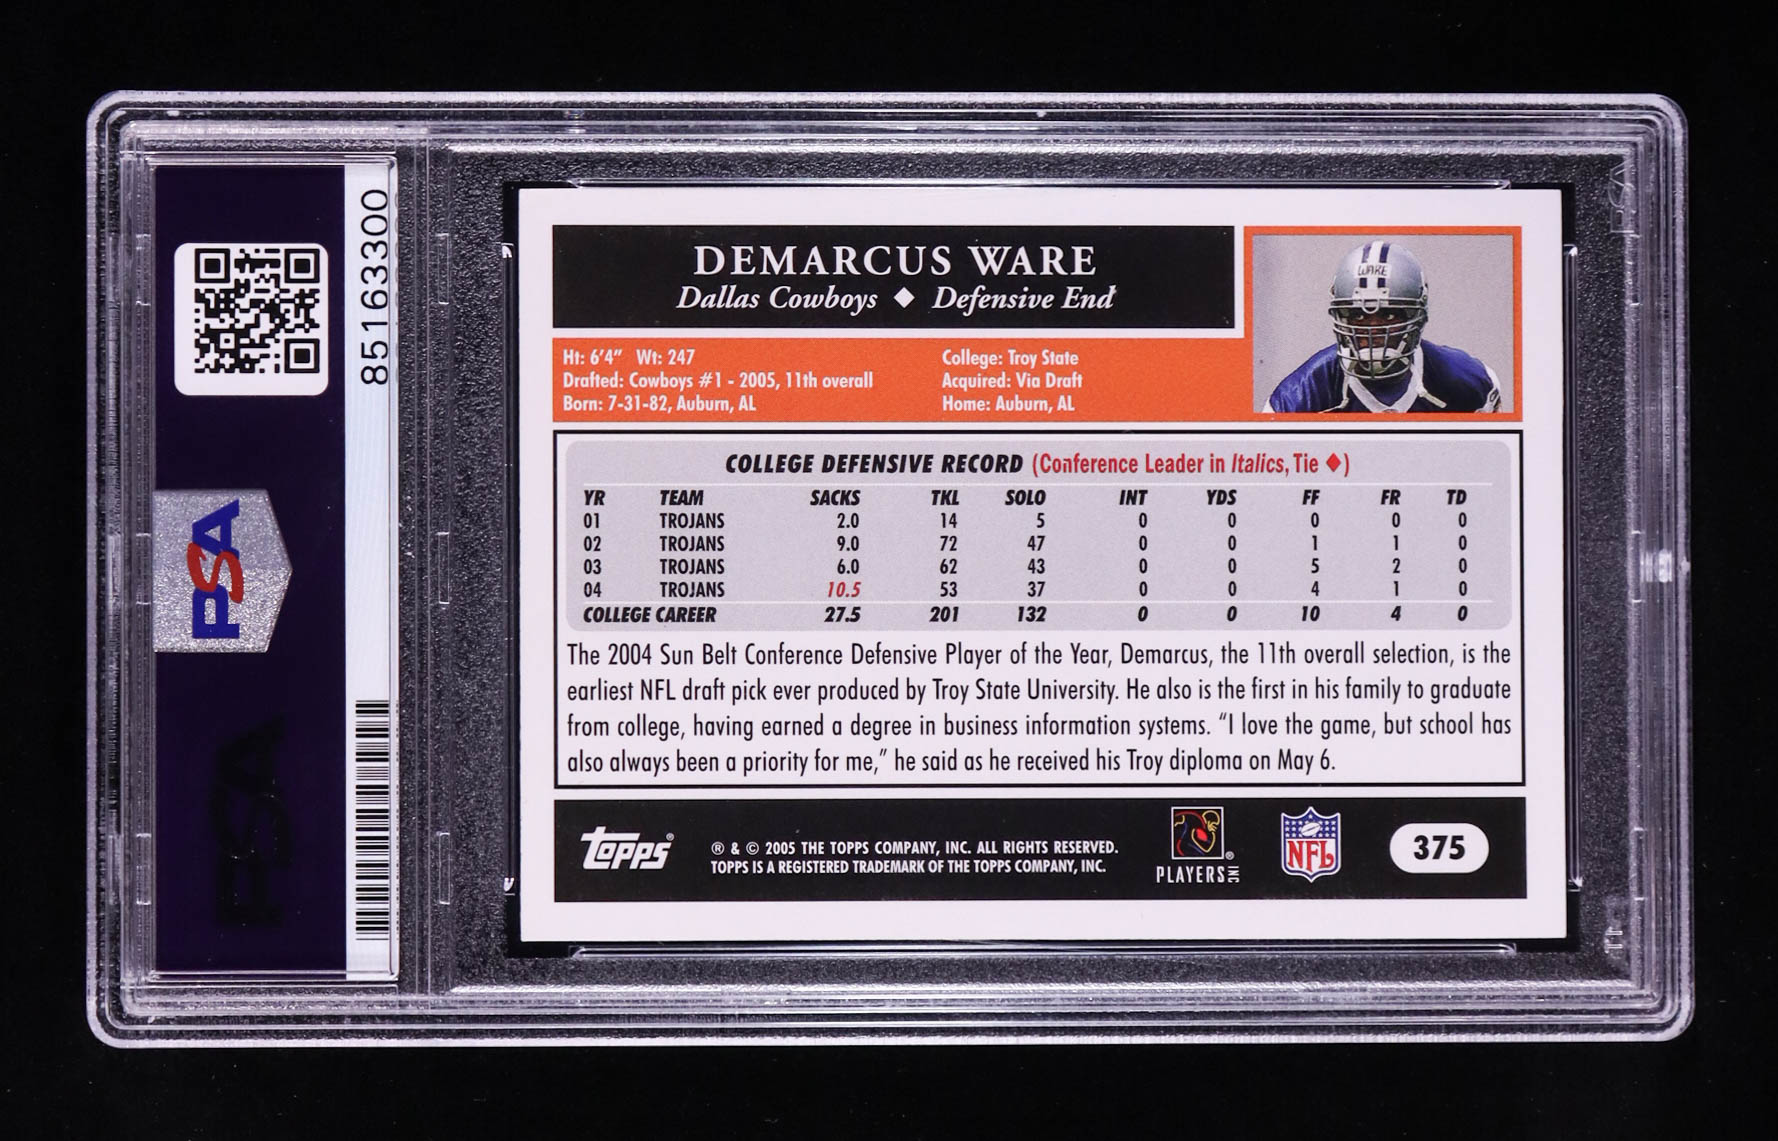 85163300
PSA
PSA
DEMARCUS WARE
Dallas Cowboys ◆ Defensive End
WARE
Ht: 6'4" Wt: 247
Drafted: Cowboys #1 - 2005, 11th overall
Born: 7-31-82, Auburn, AL
College: Troy State
Acquired: Via Draft
Home: Auburn, AL
COLLEGE DEFENSIVE RECORD (Conference Leader in Italics, Tie ♦)
YR TEAM SACKS TKL SOLO INT YDS FF FR TD
01 TROJANS 2.0 14 5 0 0 0 0 0
02 TROJANS 9.0 72 47 0 0 1 1 0
03 TROJANS 6.0 62 43 0 0 5 2 0
04 TROJANS 10.5 53 37 0 0 4 1 0
COLLEGE CAREER 27.5 201 132 0 0 10 4 0
The 2004 Sun Belt Conference Defensive Player of the Year, Demarcus, the 11th overall selection, is the
earliest NFL draft pick ever produced by Troy State University. He also is the first in his family to graduate
from college, having earned a degree in business information systems. "I love the game, but school has
also always been a priority for me," he said as he received his Troy diploma on May 6.
topps®
® & © 2005 THE TOPPS COMPANY, INC. ALL RIGHTS RESERVED.
TOPPS IS A REGISTERED TRADEMARK OF THE TOPPS COMPANY, INC.
PLAYERS INC ®
NFL
375